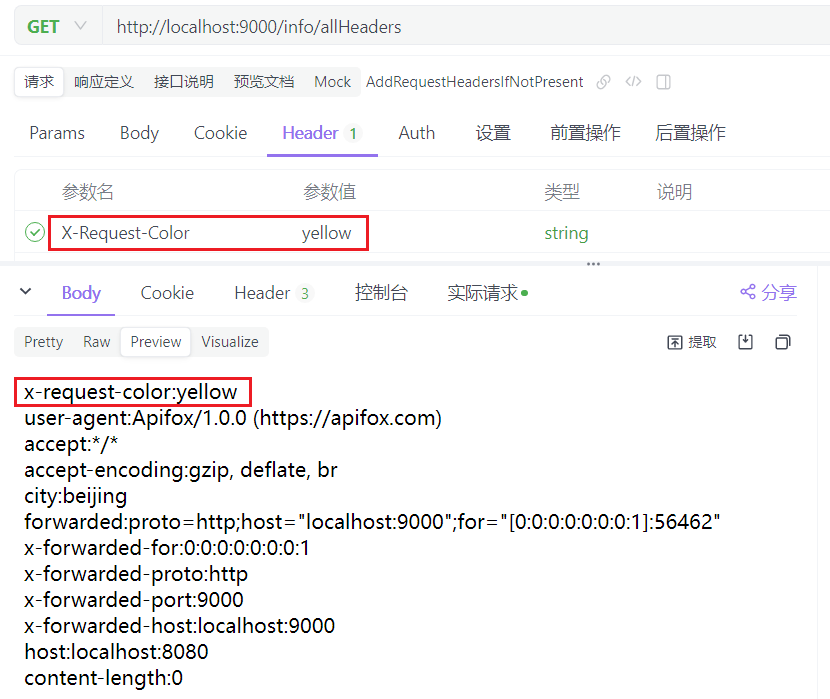 GET http://localhost:9000/info/allHeaders
请求 响应定义 接口说明 预览文档 Mock AddRequestHeadersIfNotPresent
Params Body Cookie Header 1 Auth 设置 前置操作 后置操作
参数名 参数值 类型 说明
X-Request-Color yellow string
Body Cookie Header 3 控制台 实际请求 分享
Pretty Raw Preview Visualize 提取
x-request-color:yellow
user-agent:Apifox/1.0.0 (https://apifox.com)
accept:*/*
accept-encoding:gzip, deflate, br
city:beijing
forwarded:proto=http;host="localhost:9000";for="[0:0:0:0:0:0:0:1]:56462"
x-forwarded-for:0:0:0:0:0:0:0:1
x-forwarded-proto:http
x-forwarded-port:9000
x-forwarded-host:localhost:9000
host:localhost:8080
content-length:0